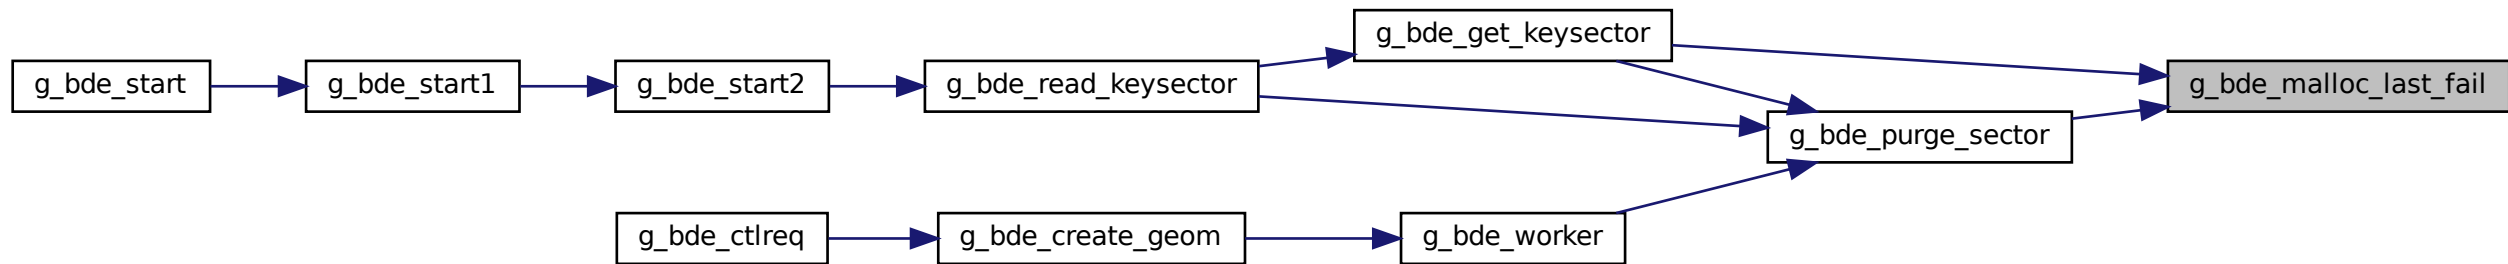 g_bde_get_keysector
g_bde_start
g_bde_start1
g_bde_start2
g_bde_read_keysector
g_bde_malloc_last_fail
g_bde_purge_sector
g_bde_ctlreq
g_bde_create_geom
g_bde_worker